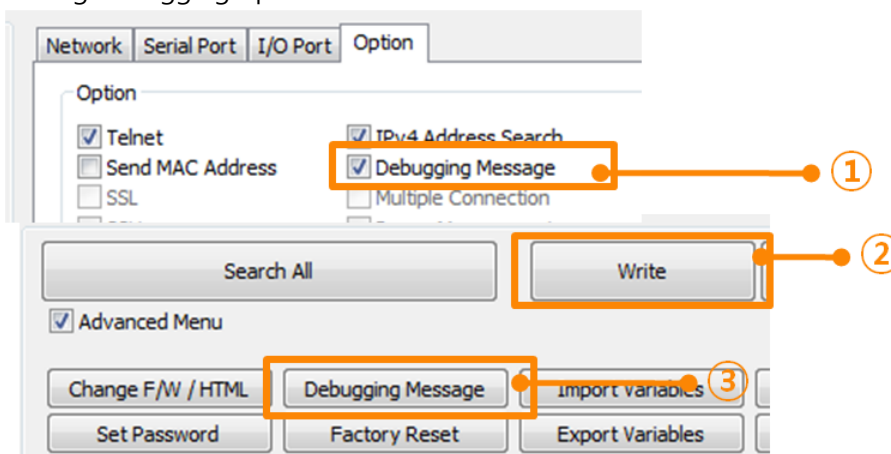 Network Serial Port I/O Port Option
Option
Telnet IPv4 Address Search
Send MAC Address Debugging Message ①
SSL Multiple Connection
Search All Write ②
Advanced Menu
Change F/W / HTML Debugging Message Import Variables ③
Set Password Factory Reset Export Variables